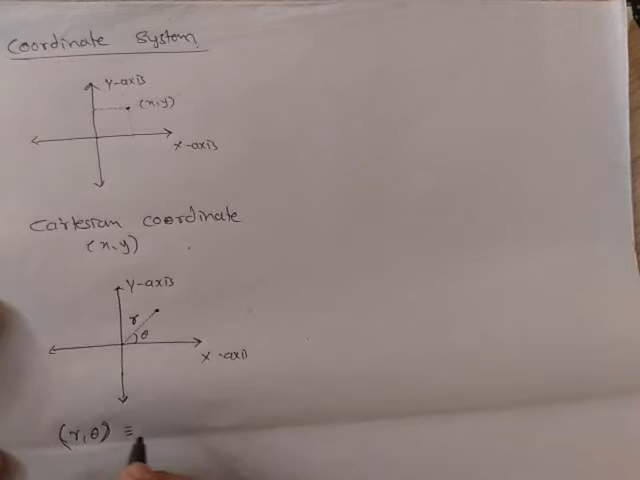 Coordinate System
Y-axis
(x,y)
X-axis
Cartesian coordinate
(x,y)
Y-axis
r
θ
X-axis
(r,θ) ≡